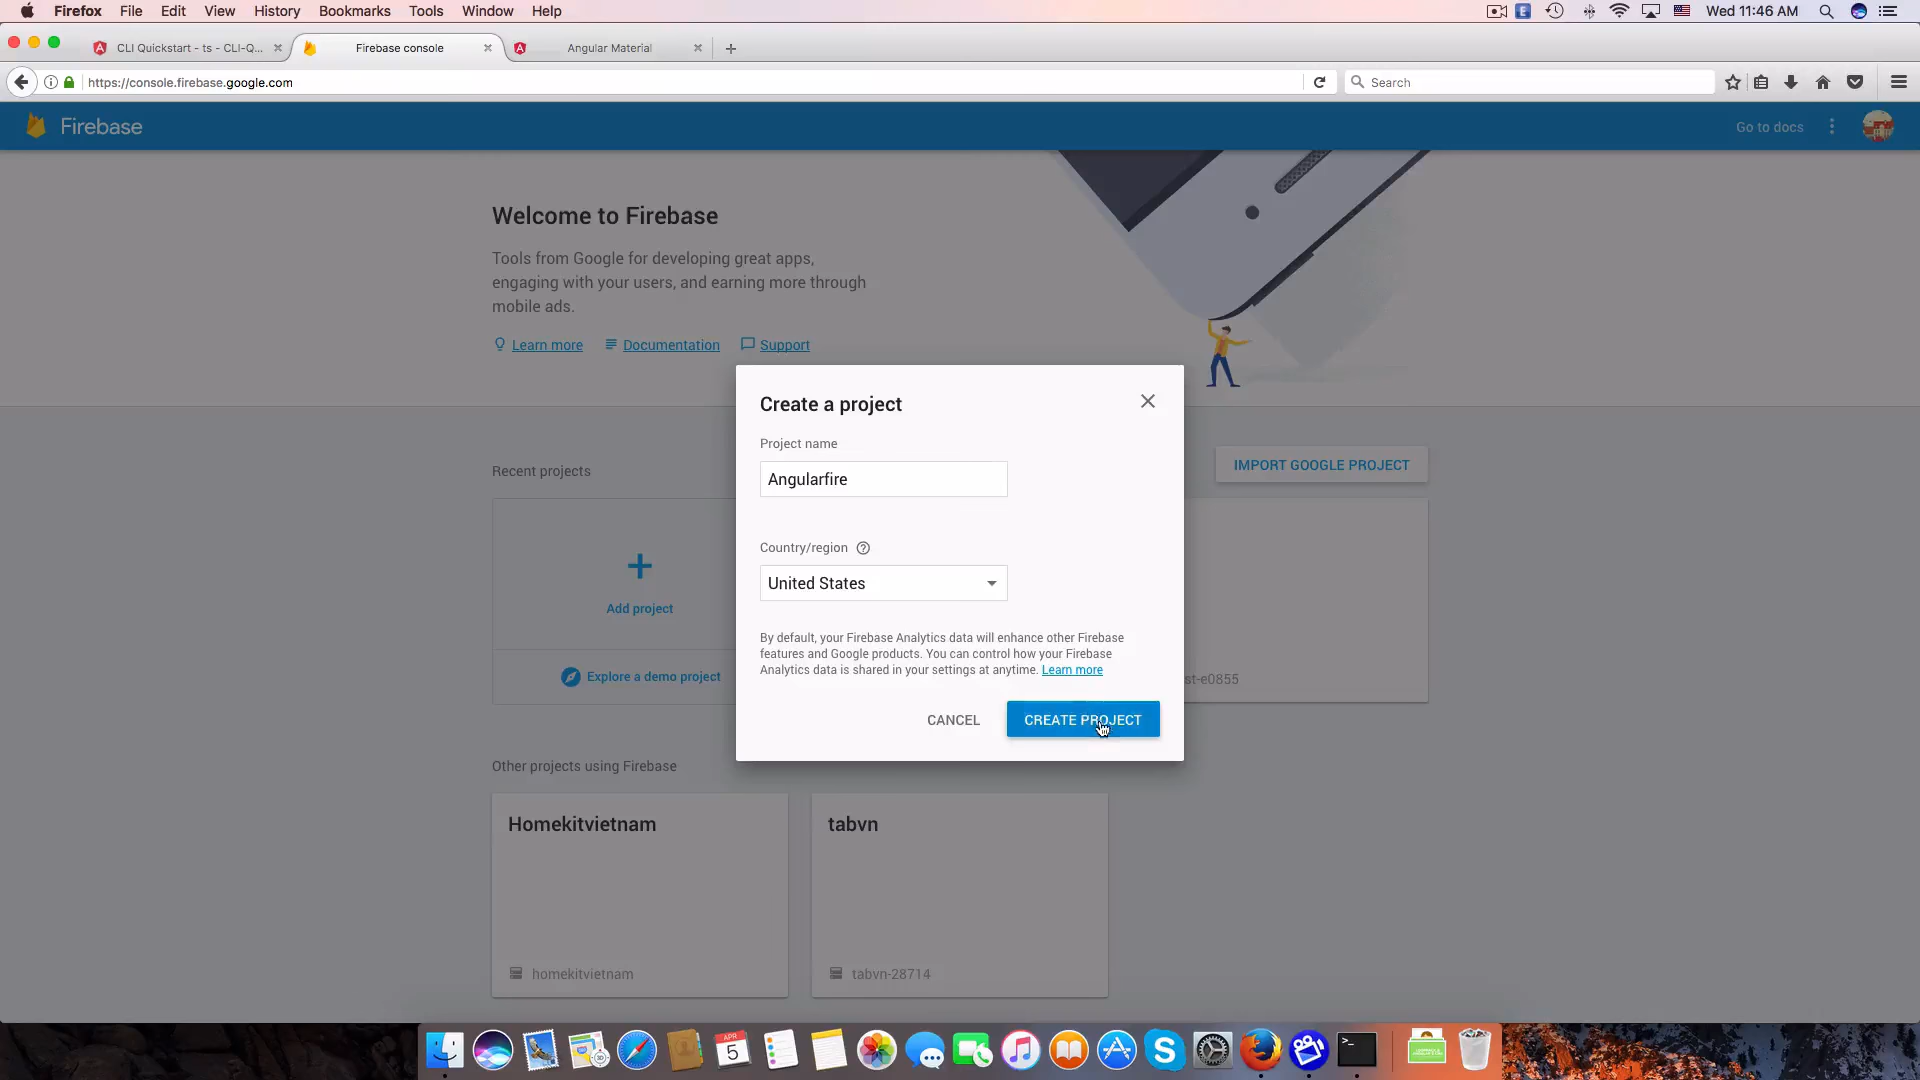 Firefox File Edit View History Bookmarks Tools Window Help
E
Wed 11:46 AM
CLI Quickstart - ts - CLI-Q...
Firebase console
Angular Material
https://console.firebase.google.com
Search
Firebase
Go to docs
Welcome to Firebase
Tools from Google for developing great apps,
engaging with your users, and earning more through
mobile ads.
Learn more Documentation Support
Create a project
Project name
Angularfire
Country/region
United States
By default, your Firebase Analytics data will enhance other Firebase
features and Google products. You can control how your Firebase
Analytics data is shared in your settings at anytime. Learn more
CANCEL CREATE PROJECT
Recent projects
IMPORT GOOGLE PROJECT
Add project
Explore a demo project
st-e0855
Other projects using Firebase
Homekitvietnam
homekitvietnam
tabvn
tabvn-28714
APR
5